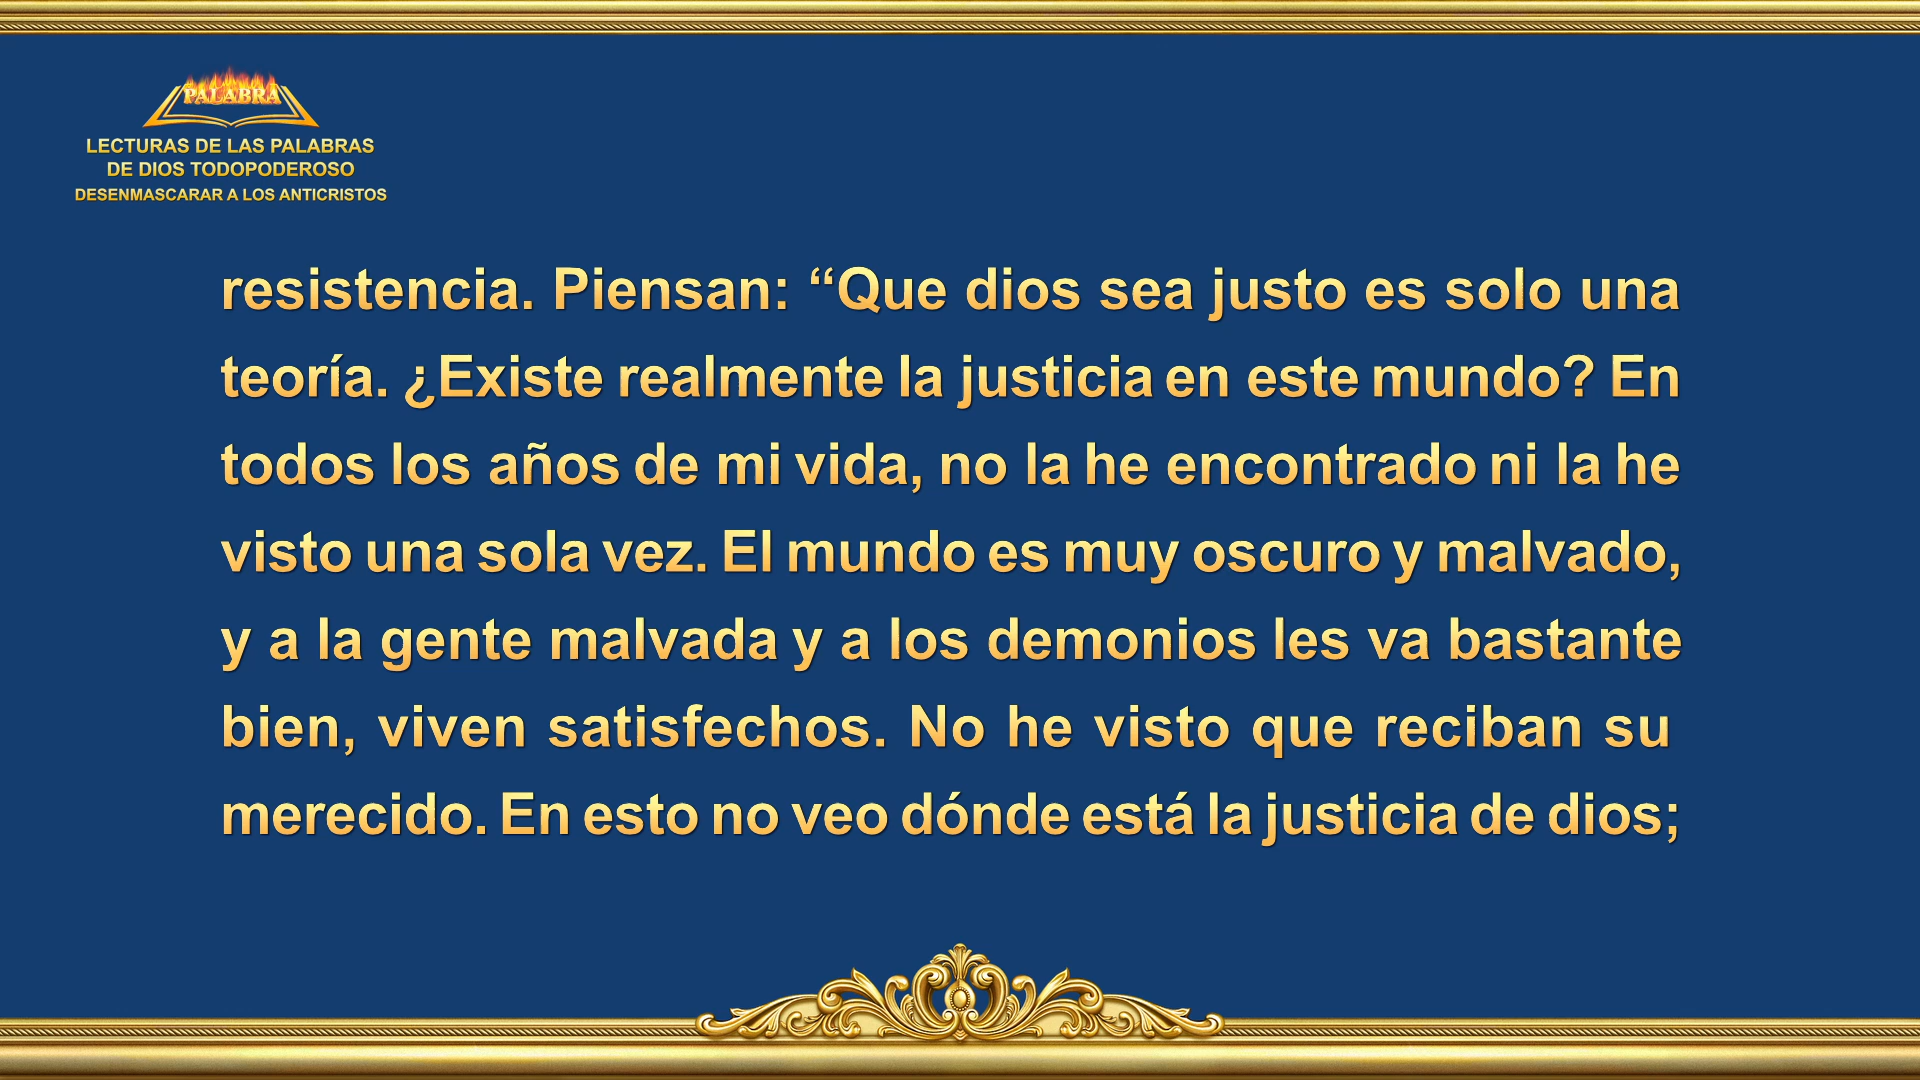 PALABRA
LECTURAS DE LAS PALABRAS
DE DIOS TODOPODEROSO
DESENMASCARAR A LOS ANTICRISTOS
resistencia. Piensan: “Que dios sea justo es solo una
teoría. ¿Existe realmente la justicia en este mundo? En
todos los años de mi vida, no la he encontrado ni la he
visto una sola vez. El mundo es muy oscuro y malvado,
y a la gente malvada y a los demonios les va bastante
bien, viven satisfechos. No he visto que reciban su
merecido. En esto no veo dónde está la justicia de dios;